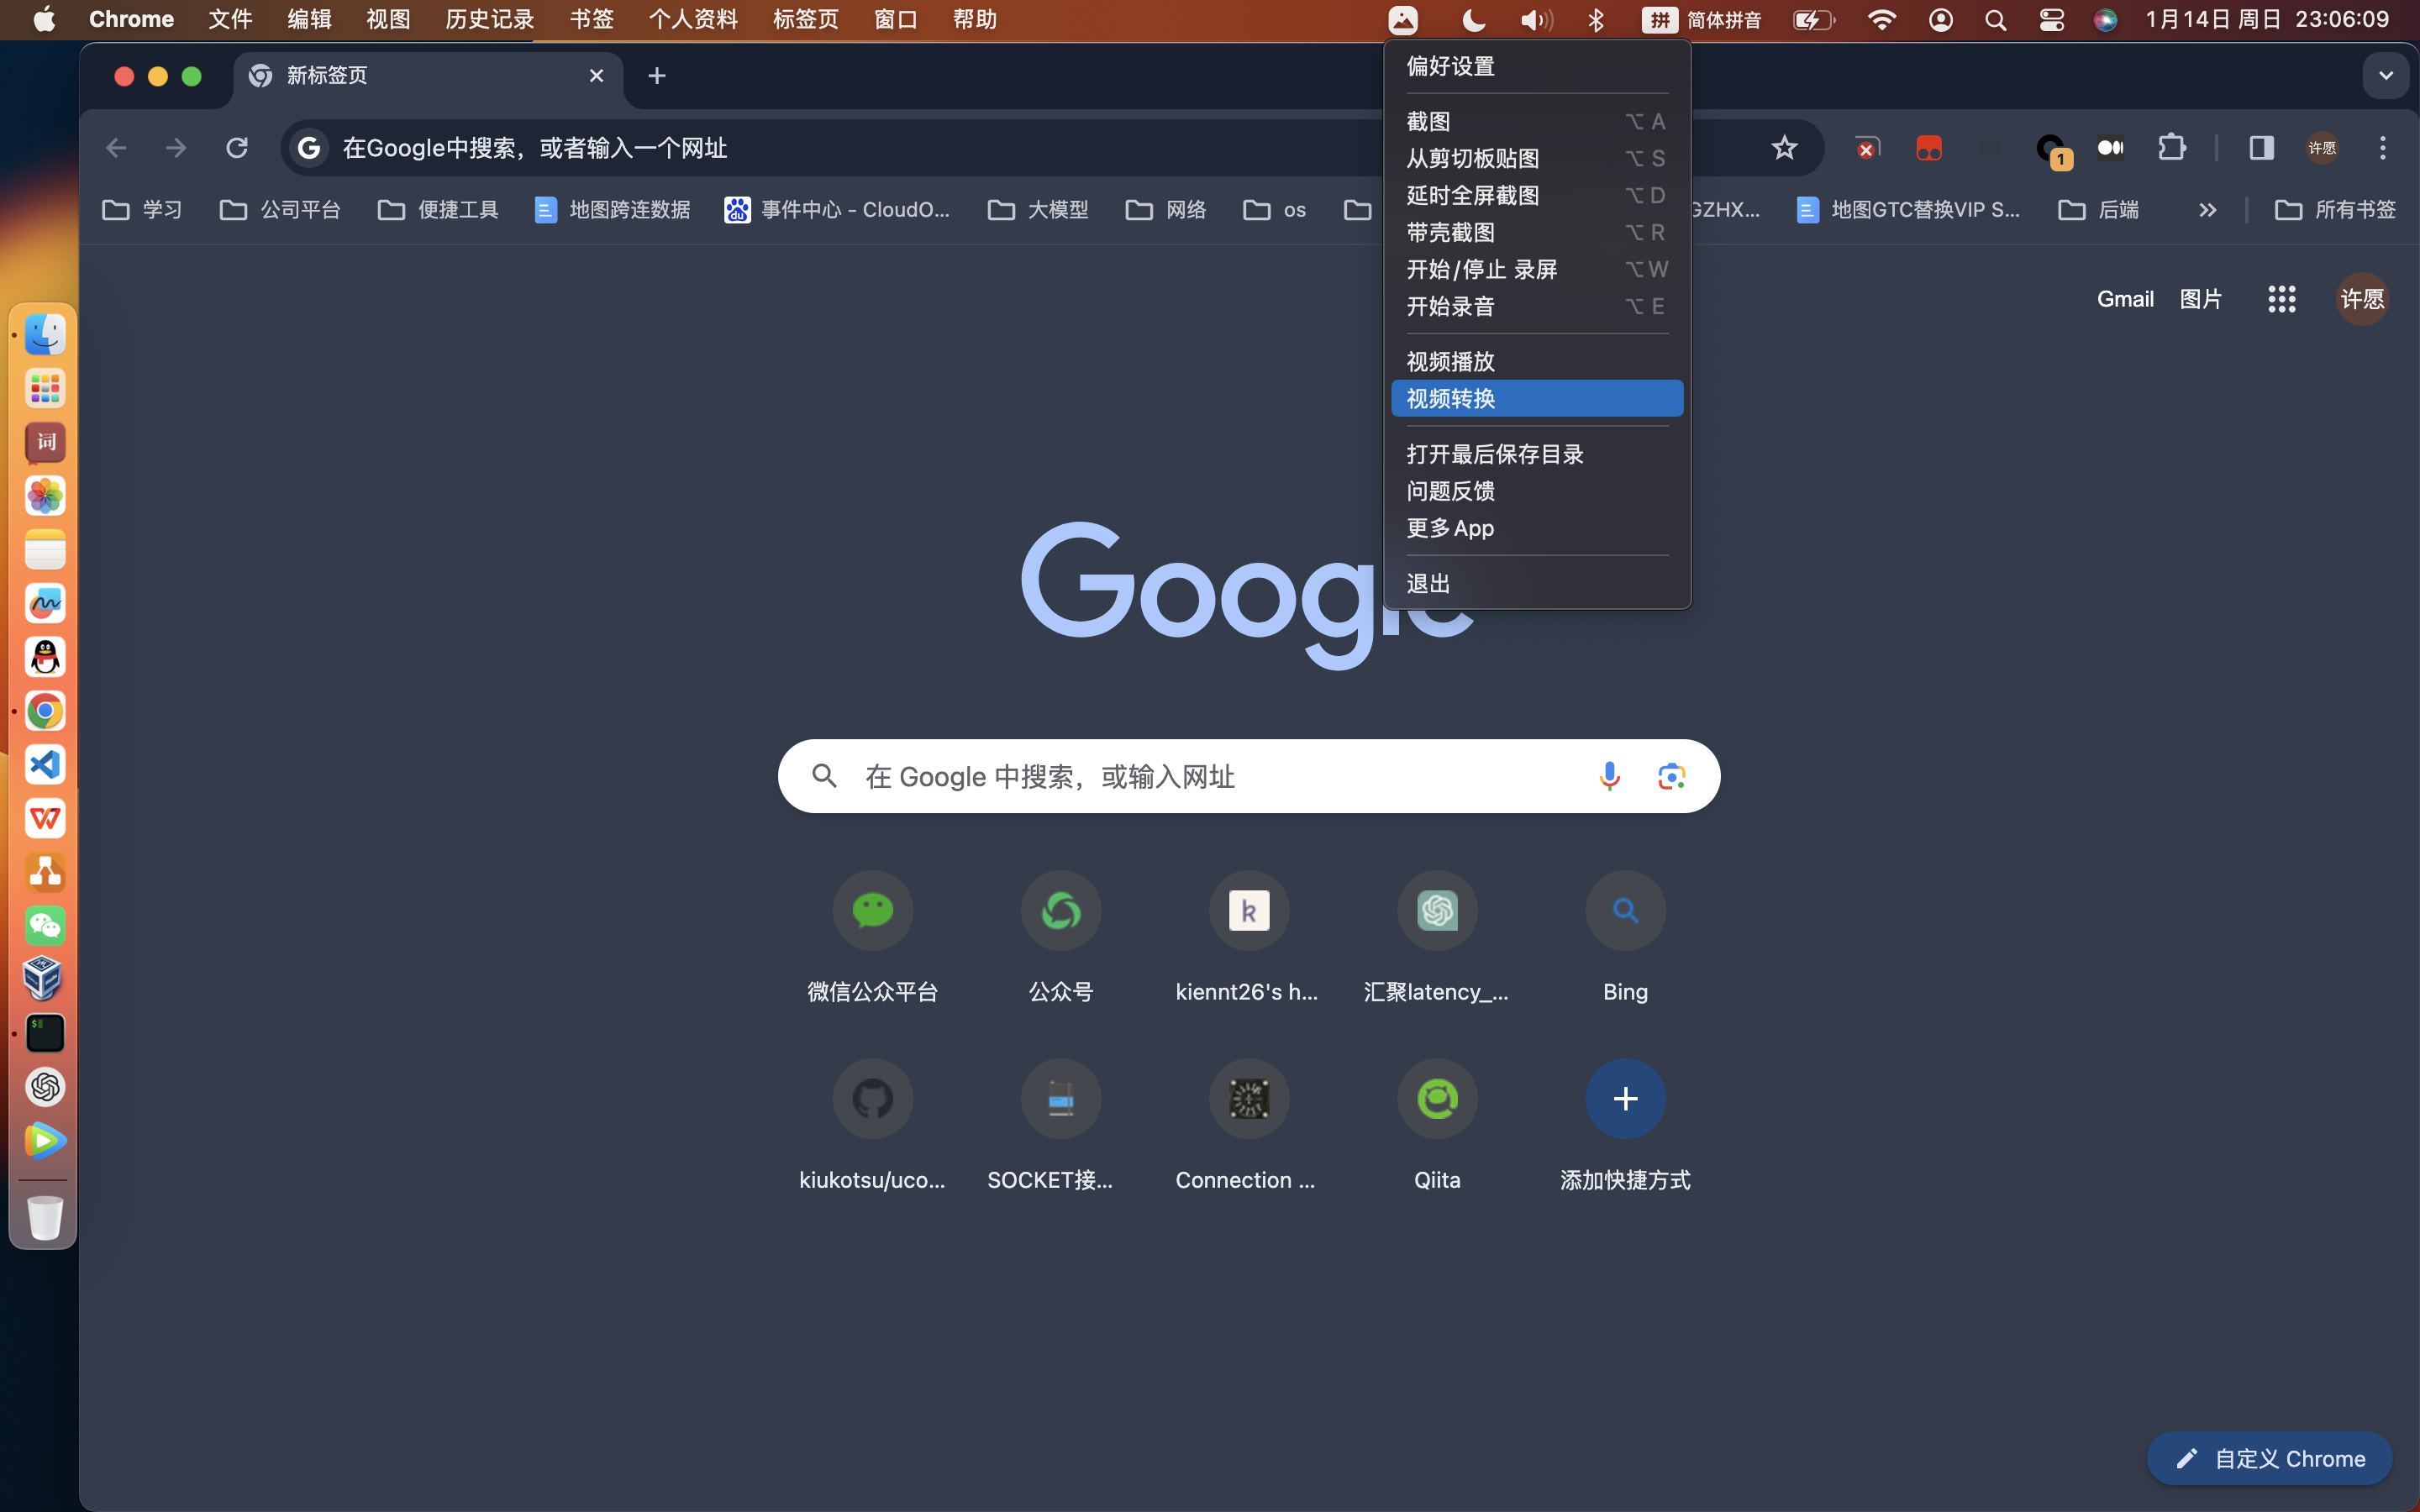 Chrome 文件 编辑 视图 历史记录 书签 个人资料 标签页 窗口 帮助 拼 简体拼音 1月14日 周日 23:06:09
新标签页
在Google中搜索，或者输入一个网址
1
许愿
学习 公司平台 便捷工具 地图跨连数据 du 事件中心 - CloudO... 大模型 网络 os GZHX... 地图GTC替换VIP S... 后端 所有书签
偏好设置
截图 ⌥ A
从剪切板贴图 ⌥ S
延时全屏截图 ⌥ D
带壳截图 ⌥ R
开始/停止 录屏 ⌥ W
开始录音 ⌥ E
视频播放
视频转换
打开最后保存目录
问题反馈
更多App
退出
Gmail 图片 许愿
词
Google
在 Google 中搜索，或输入网址
k
微信公众平台 公众号 kiennt26's h... 汇聚latency_... Bing
kiukotsu/uco... SOCKET接... Connection ... Qiita 添加快捷方式
自定义 Chrome